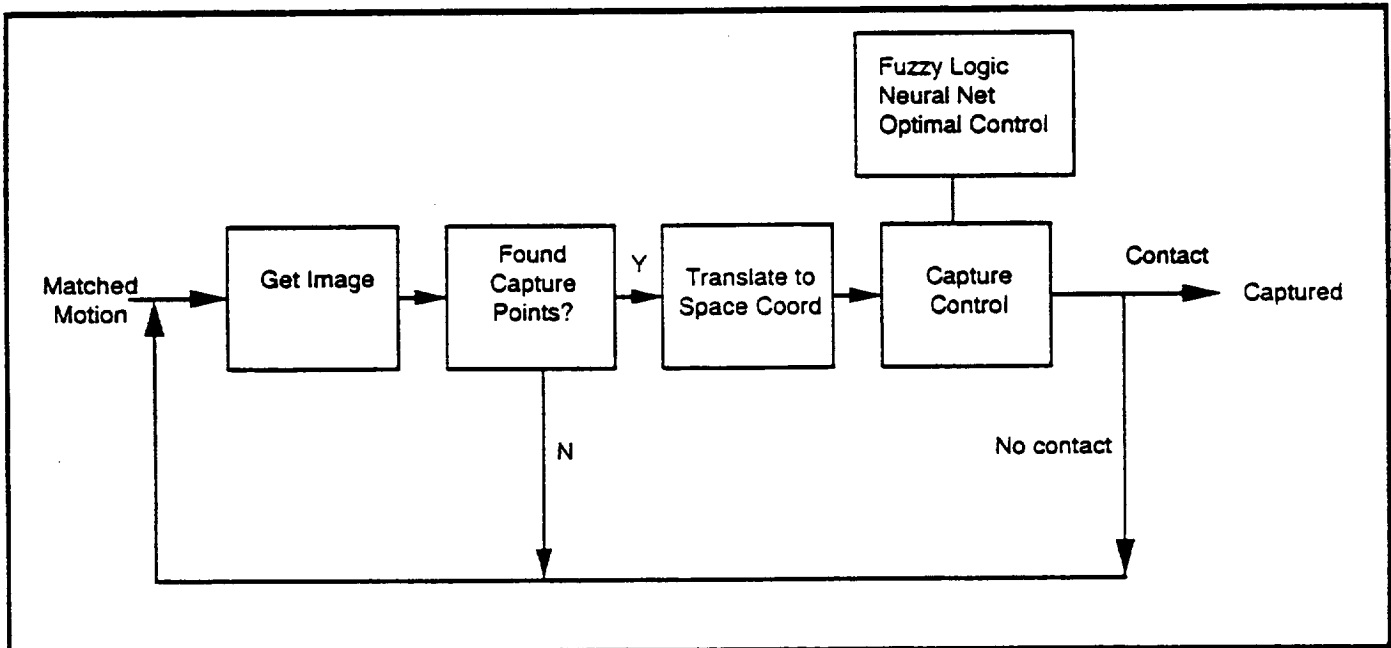 Fuzzy Logic
Neural Net
Optimal Control
Matched
Motion
Get Image
Found
Capture
Points?
Y
Translate to
Space Coord
Capture
Control
Contact
Captured
N
No contact